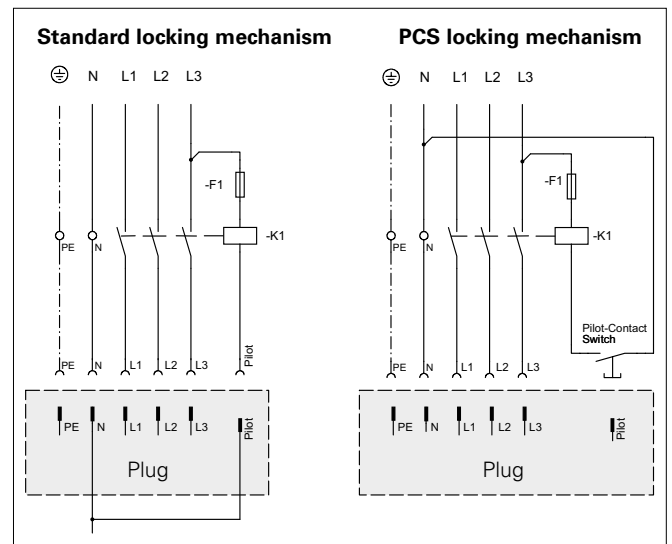 Standard locking mechanism
N L1 L2 L3
-F1
-K1
PE N
PE N L1 L2 L3 Pilot
PE N L1 L2 L3 Pilot
Plug
PCS locking mechanism
N L1 L2 L3
-F1
-K1
PE N
Pilot-Contact
Switch
PE N L1 L2 L3
PE N L1 L2 L3 Pilot
Plug